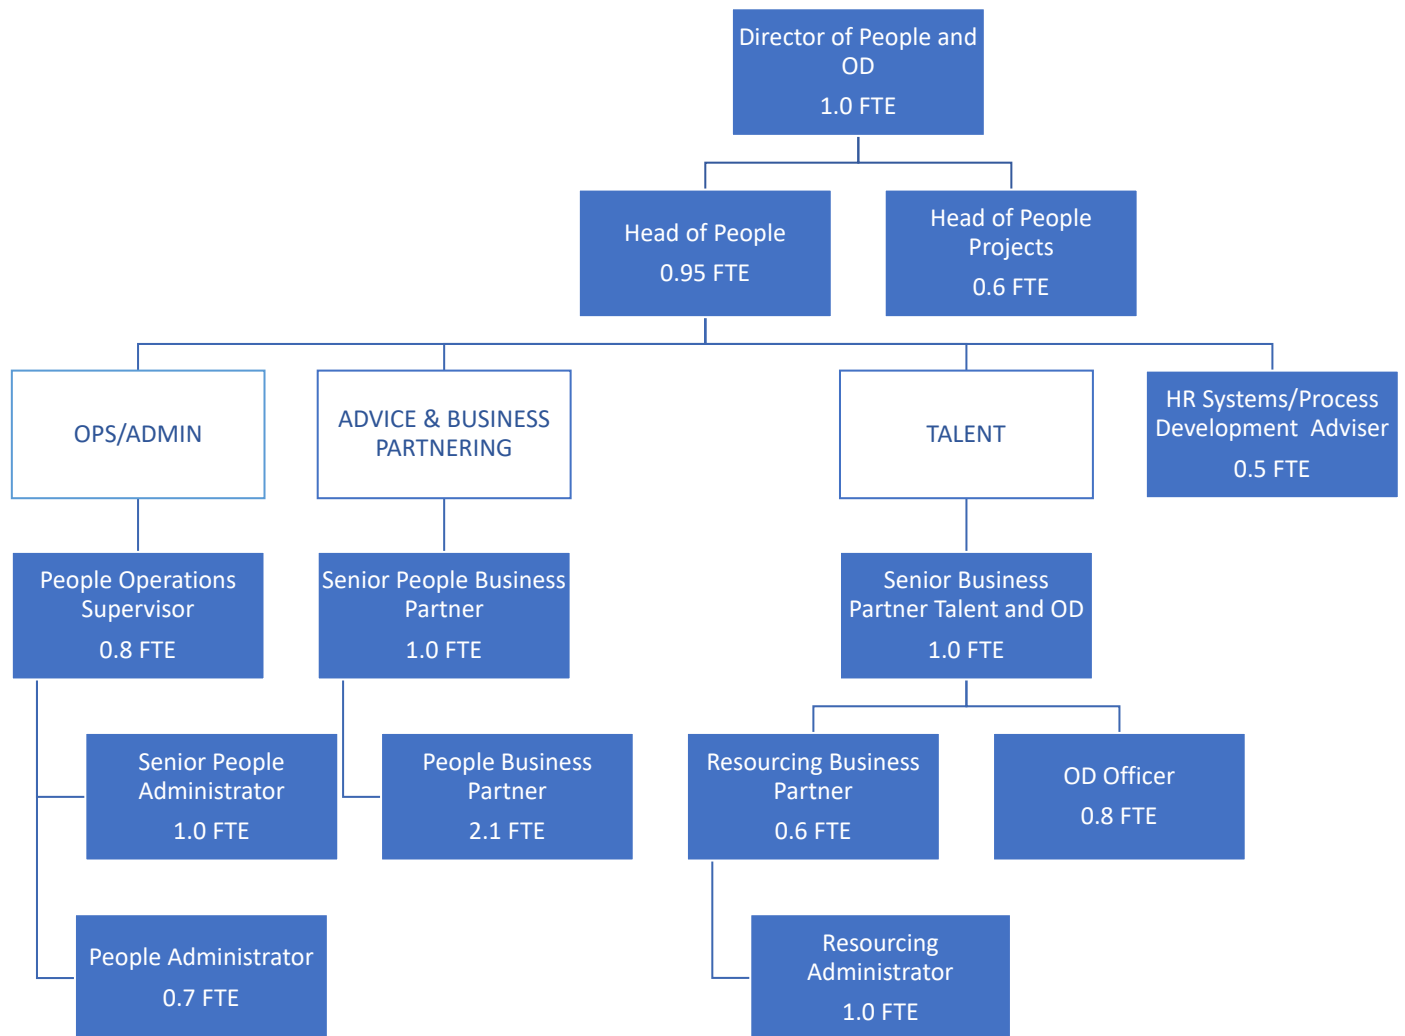 Director of People and
OD
1.0 FTE
Head of People
0.95 FTE
Head of People
Projects
0.6 FTE
OPS/ADMIN
ADVICE & BUSINESS
PARTNERING
TALENT
HR Systems/Process
Development Adviser
0.5 FTE
People Operations
Supervisor
0.8 FTE
Senior People Business
Partner
1.0 FTE
Senior Business
Partner Talent and OD
1.0 FTE
Senior People
Administrator
1.0 FTE
People Business
Partner
2.1 FTE
Resourcing Business
Partner
0.6 FTE
OD Officer
0.8 FTE
People Administrator
0.7 FTE
Resourcing
Administrator
1.0 FTE